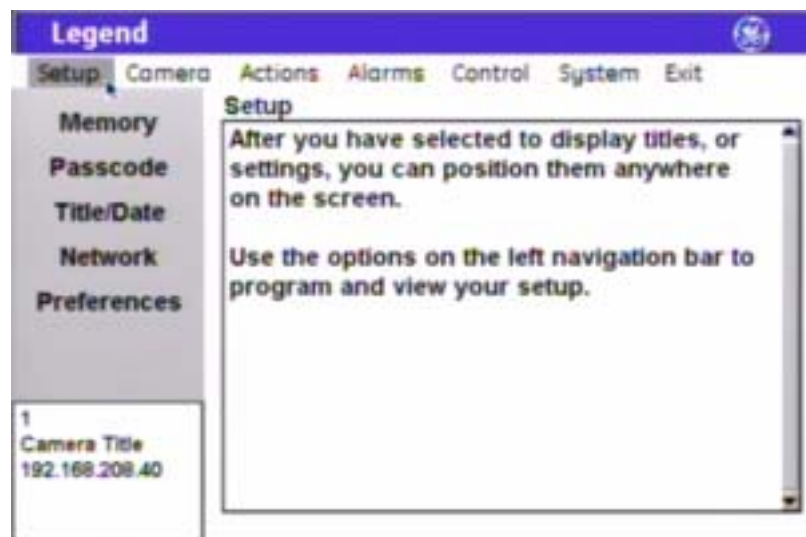 Legend
Setup Camera Actions Alarms Control System Exit
Memory
Passcode
Title/Date
Network
Preferences
Setup
After you have selected to display titles, or
settings, you can position them anywhere
on the screen.
Use the options on the left navigation bar to
program and view your setup.
1
Camera Title
192.168.208.40